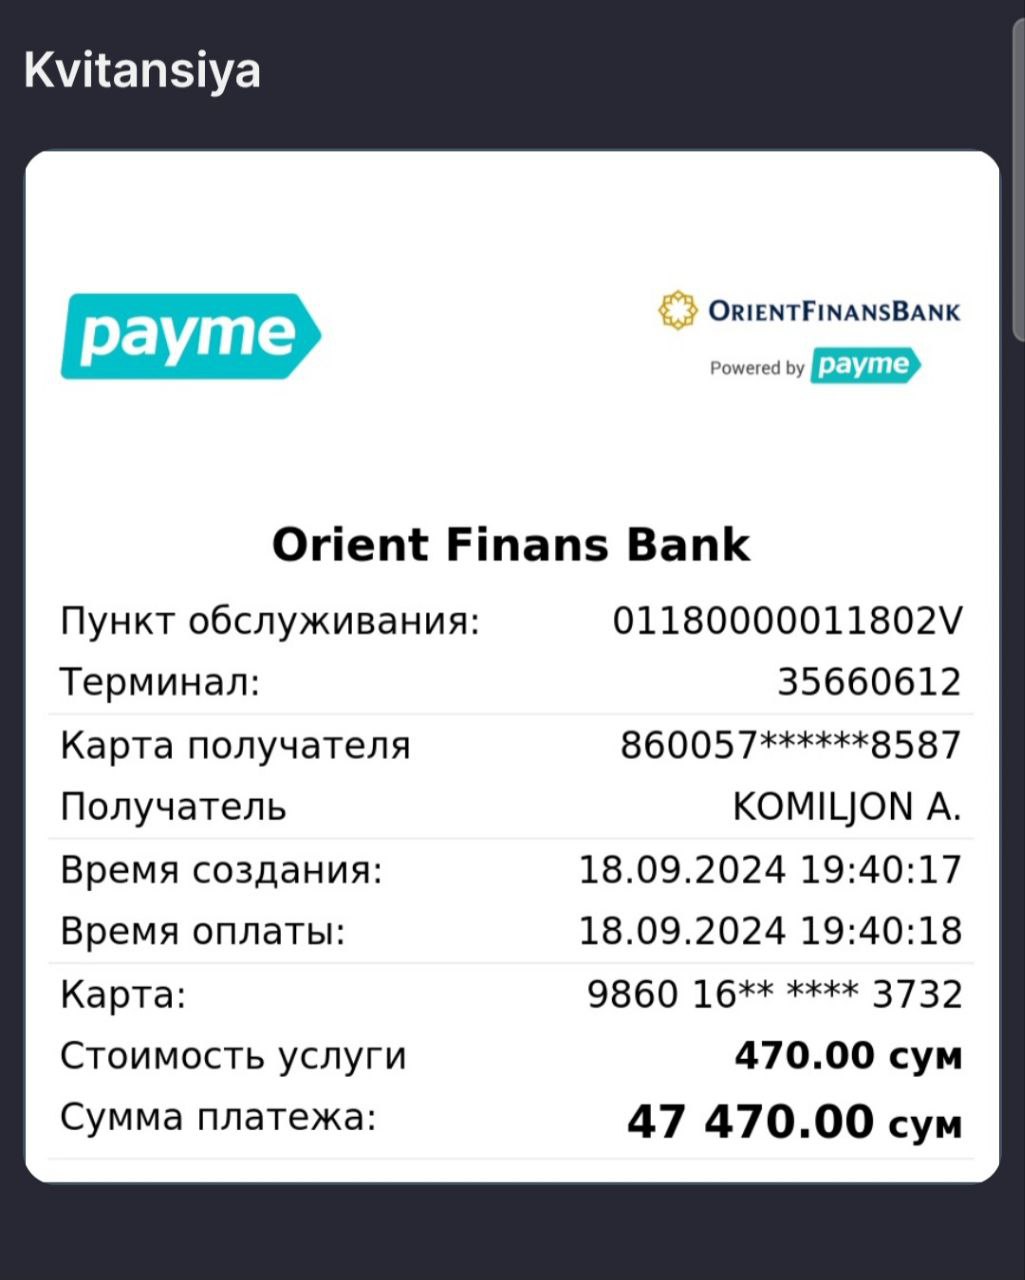 Kvitansiya
payme
ORIENTFINANSBANK
Powered by payme
Orient Finans Bank
Пункт обслуживания: 01180000011802V
Терминал: 35660612
Карта получателя 860057******8587
Получатель KOMILJON A.
Время создания: 18.09.2024 19:40:17
Время оплаты: 18.09.2024 19:40:18
Карта: 9860 16** **** 3732
Стоимость услуги 470.00 сум
Сумма платежа: 47 470.00 сум